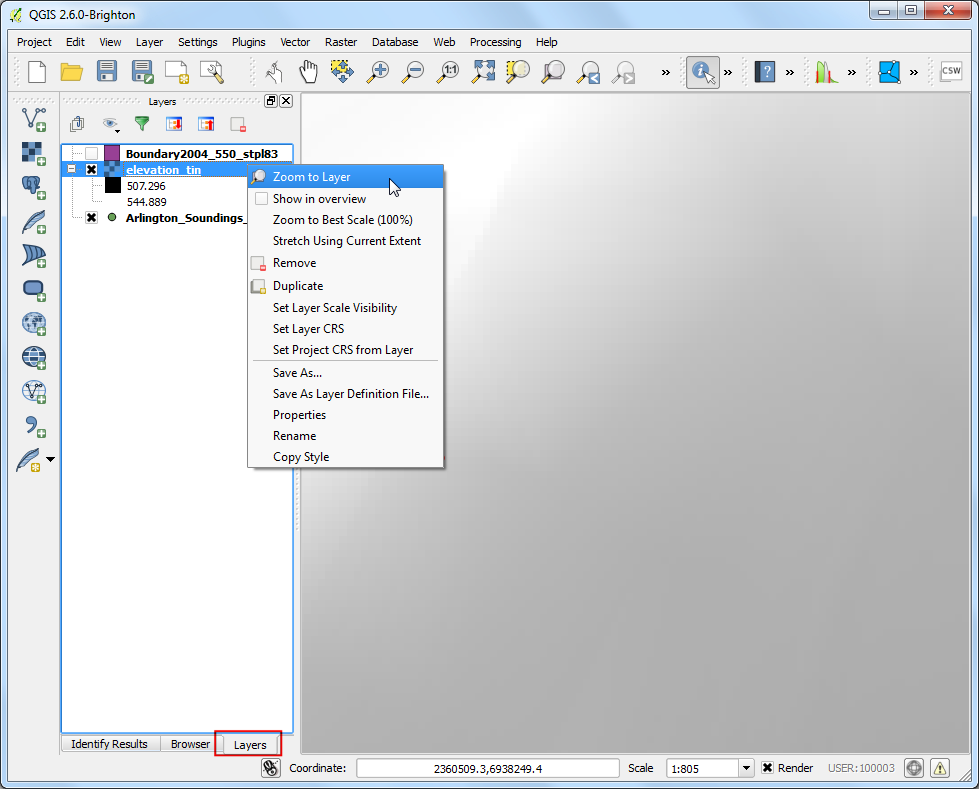 QGIS 2.6.0-Brighton
Project Edit View Layer Settings Plugins Vector Raster Database Web Processing Help
1:1 » » ? » » » CSW
Layers
Boundary2004_550_stpl83
elevation_tin
507.296
544.889
Arlington_Soundings_
Zoom to Layer
Show in overview
Zoom to Best Scale (100%)
Stretch Using Current Extent
Remove
Duplicate
Set Layer Scale Visibility
Set Layer CRS
Set Project CRS from Layer
Save As...
Save As Layer Definition File...
Properties
Rename
Copy Style
Identify Results Browser Layers
Coordinate: 2360509.3,6938249.4 Scale 1:805 Render USER:100003